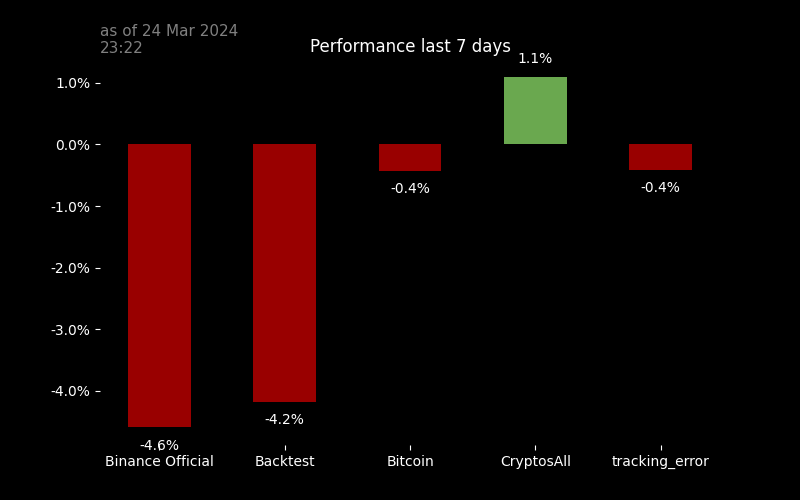 as of 24 Mar 2024
23:22
Performance last 7 days
1.1%
1.0%
0.0%
-0.4%
-0.4%
-1.0%
-2.0%
-3.0%
-4.0%
-4.2%
-4.6%
Binance Official
Backtest
Bitcoin
CryptosAll
tracking_error